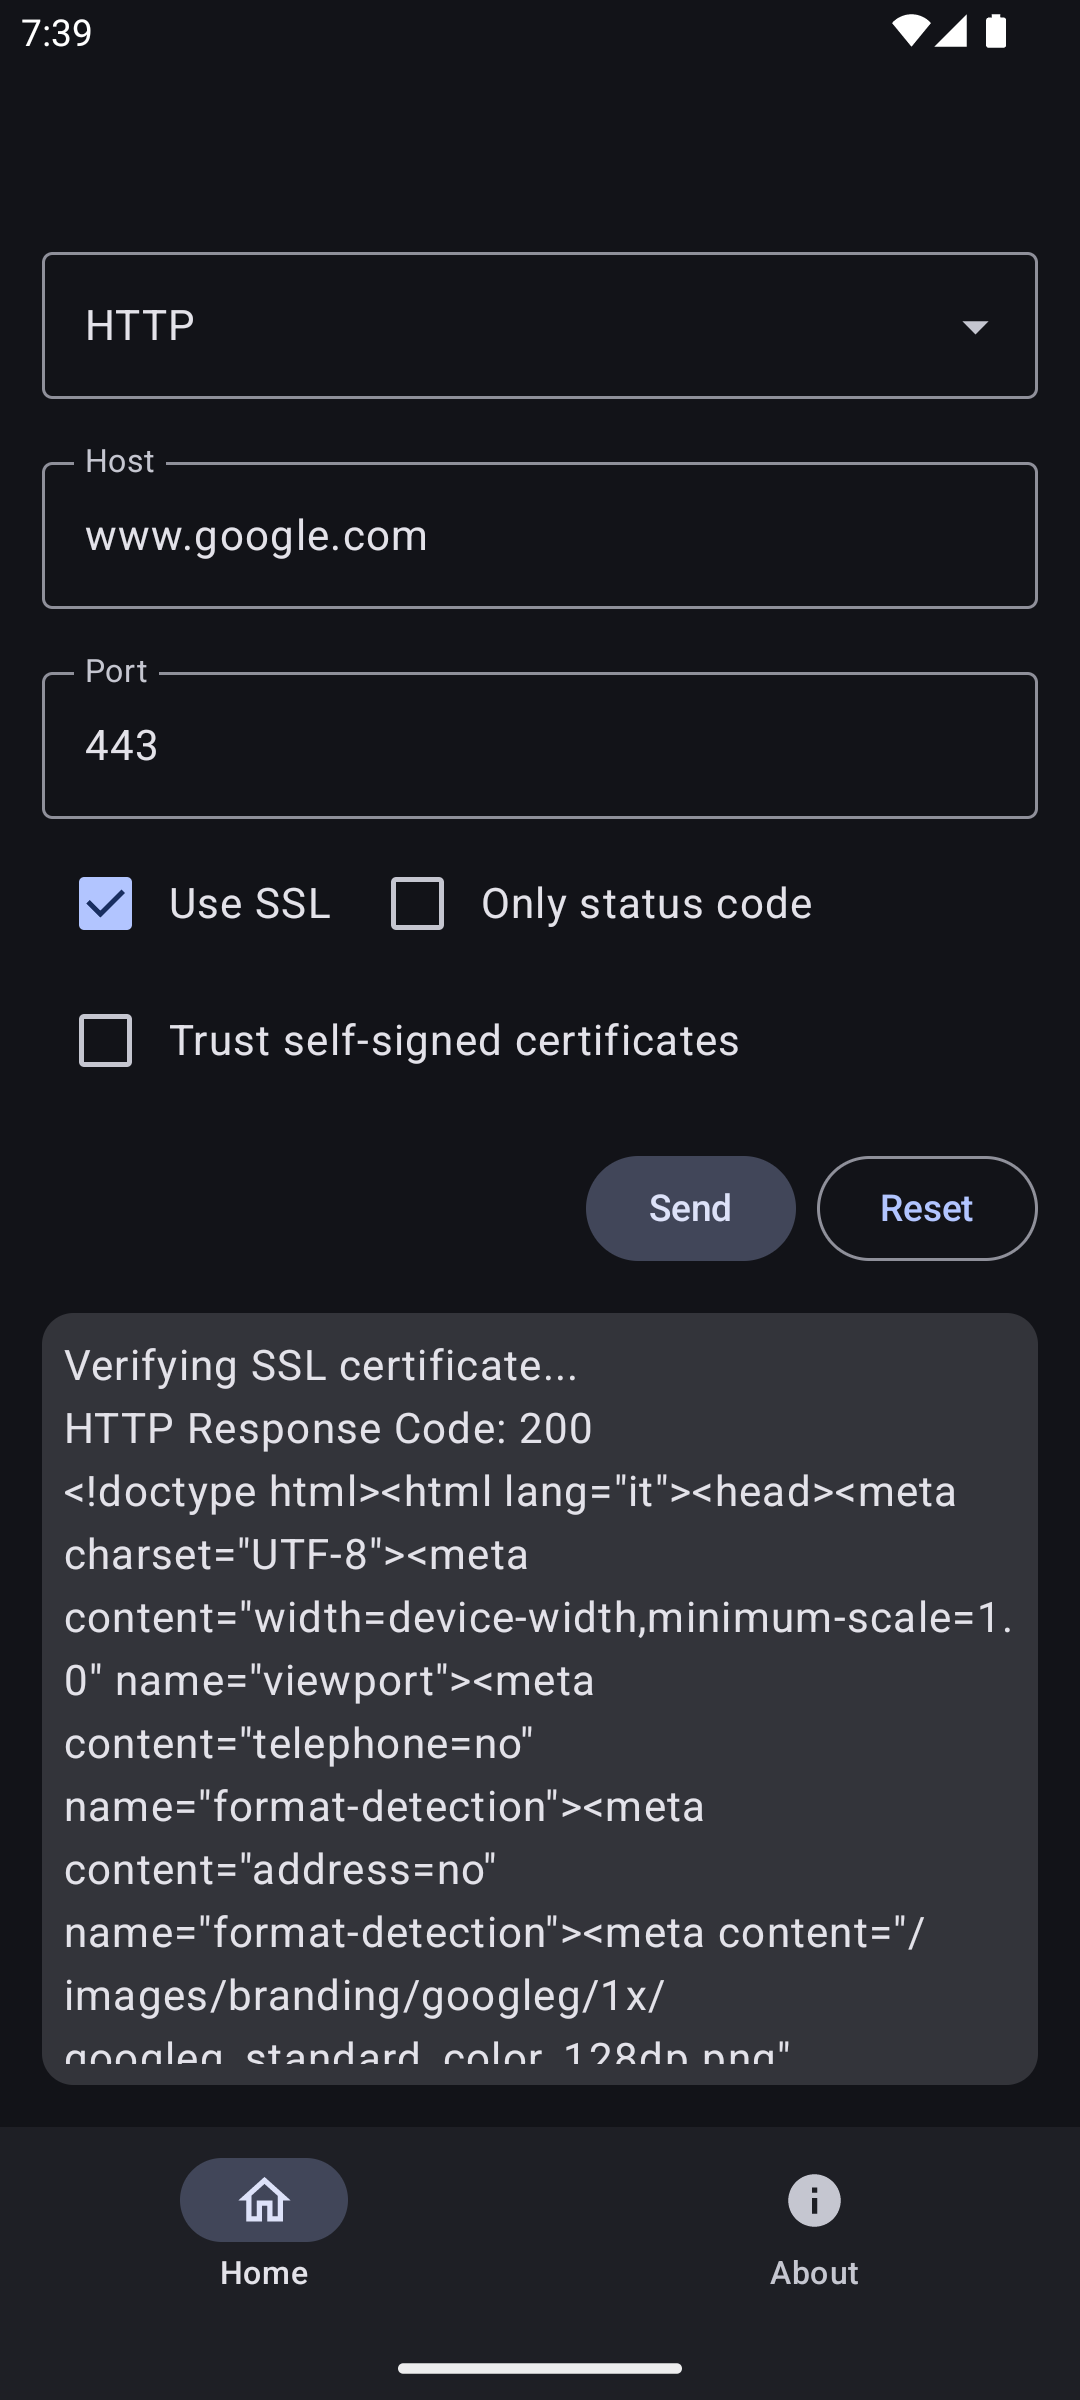 7:39
HTTP
Host
www.google.com
Port
443
Use SSL
Only status code
Trust self-signed certificates
Send
Reset
Verifying SSL certificate...
HTTP Response Code: 200
<!doctype html><html lang="it"><head><meta
charset="UTF-8"><meta
content="width=device-width,minimum-scale=1.
0" name="viewport"><meta
content="telephone=no"
name="format-detection"><meta
content="address=no"
name="format-detection"><meta content="/
images/branding/googleg/1x/
googleg_standard_color_128dp.png"
Home
About